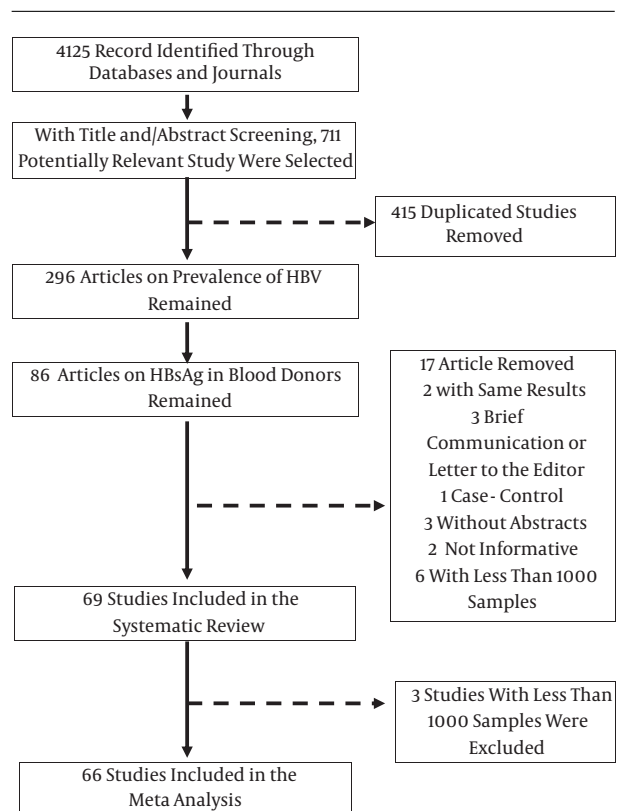 4125 Record Identified Through
Databases and Journals
With Title and/Abstract Screening, 711
Potentially Relevant Study Were Selected
415 Duplicated Studies
Removed
296 Articles on Prevalence of HBV
Remained
86 Articles on HBsAg in Blood Donors
Remained
17 Article Removed
2 with Same Results
3 Brief
Communication or
Letter to the Editor
1 Case- Control
3 Without Abstracts
2 Not Informative
6 With Less Than 1000
Samples
69 Studies Included in the
Systematic Review
3 Studies With Less Than
1000 Samples Were
Excluded
66 Studies Included in the
Meta Analysis